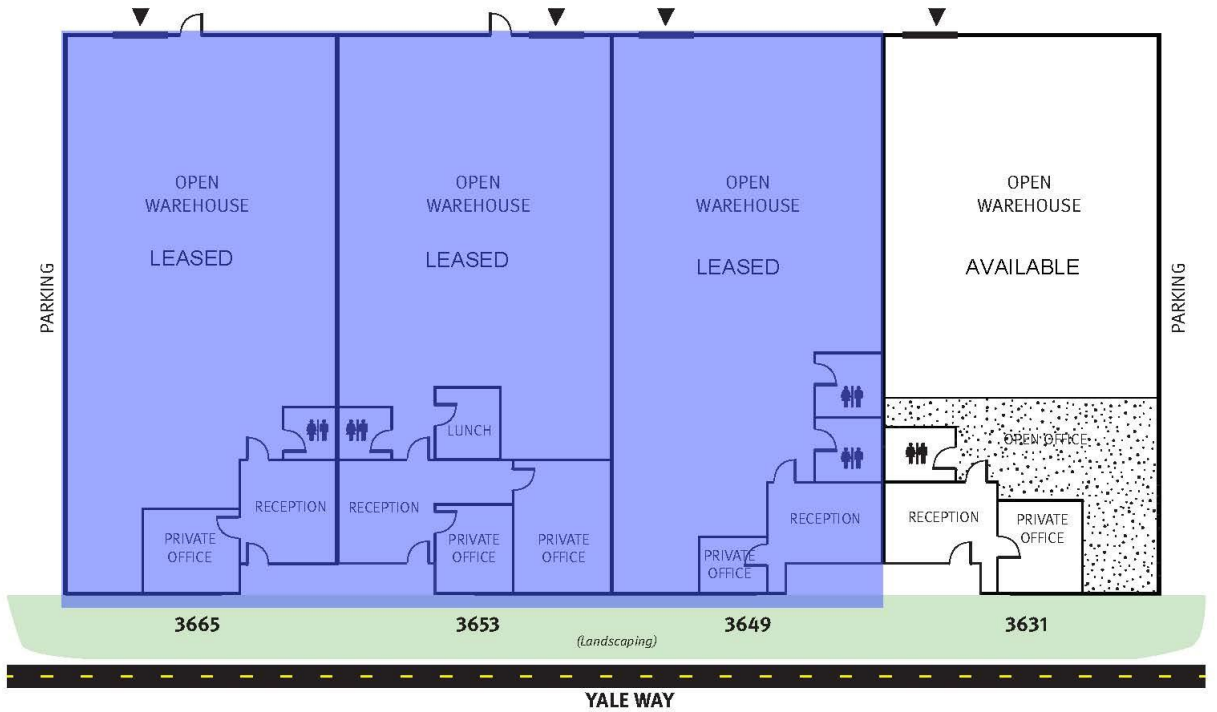 OPEN
WAREHOUSE
LEASED
OPEN
WAREHOUSE
LEASED
OPEN
WAREHOUSE
LEASED
OPEN
WAREHOUSE
AVAILABLE
PARKING
PARKING
LUNCH
OPEN OFFICE
RECEPTION
RECEPTION
RECEPTION
RECEPTION
PRIVATE
OFFICE
PRIVATE
OFFICE
PRIVATE
OFFICE
PRIVATE
OFFICE
PRIVATE
OFFICE
3665
3653
3649
3631
(Landscaping)
YALE WAY